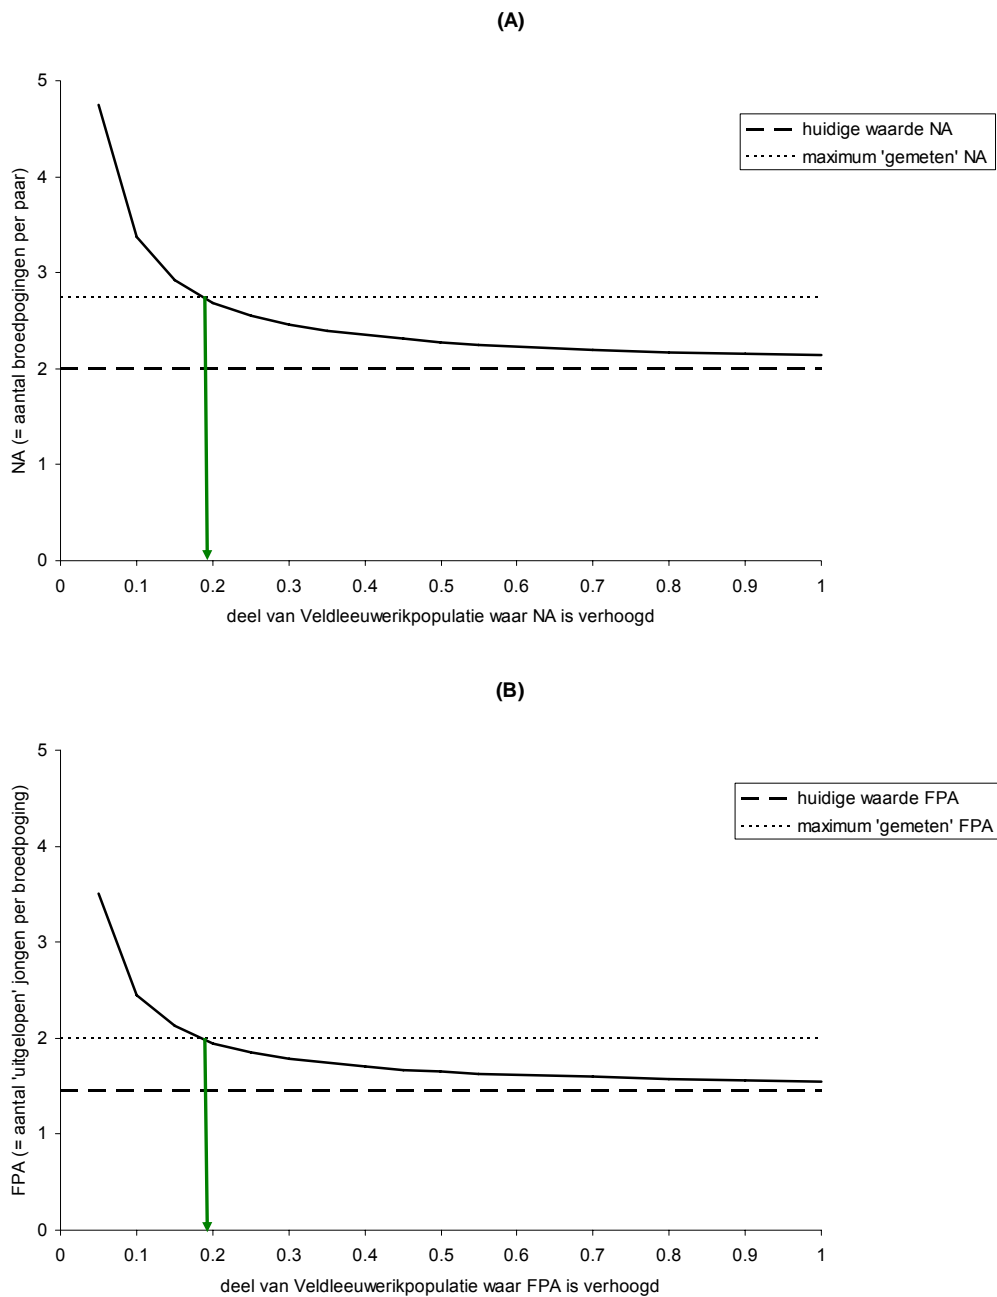 (A)
5
4
3
2
1
0
NA (= aantal broedpogingen per paar)
huidige waarde NA
maximum 'gemeten' NA
0 0.1 0.2 0.3 0.4 0.5 0.6 0.7 0.8 0.9 1
deel van Veldleeuwerikpopulatie waar NA is verhoogd
(B)
5
4
3
2
1
0
FPA (= aantal 'uitgelopen' jongen per broedpoging)
huidige waarde FPA
maximum 'gemeten' FPA
0 0.1 0.2 0.3 0.4 0.5 0.6 0.7 0.8 0.9 1
deel van Veldleeuwerikpopulatie waar FPA is verhoogd